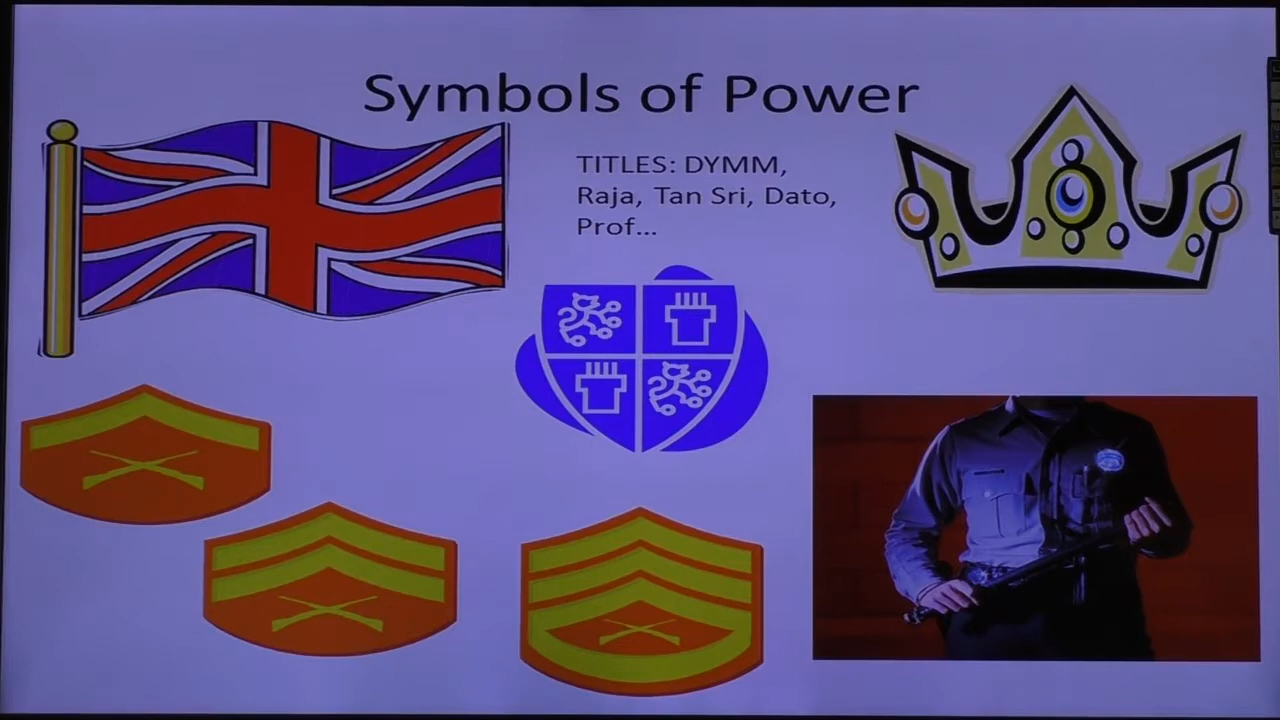 Symbols of Power
TITLES: DYMM,
Raja, Tan Sri, Dato,
Prof...